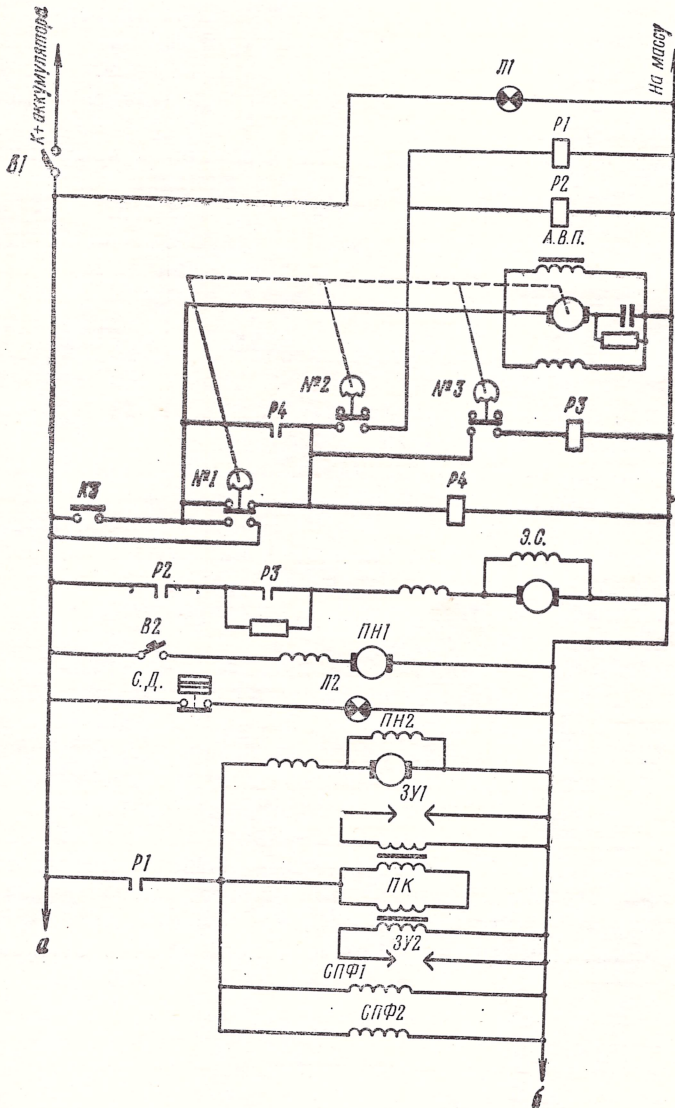 К + аккумулятора
На массу
Л1
В1
Р1
Р2
А.В.П.
№2
№3
Р4
Р3
№1
КЗ
Р4
Э.С.
Р2
Р3
В2
ПН1
С.Д.
Л2
ПН2
ЗУ1
Р1
ПК
а
ЗУ2
СПФ1
СПФ2
б